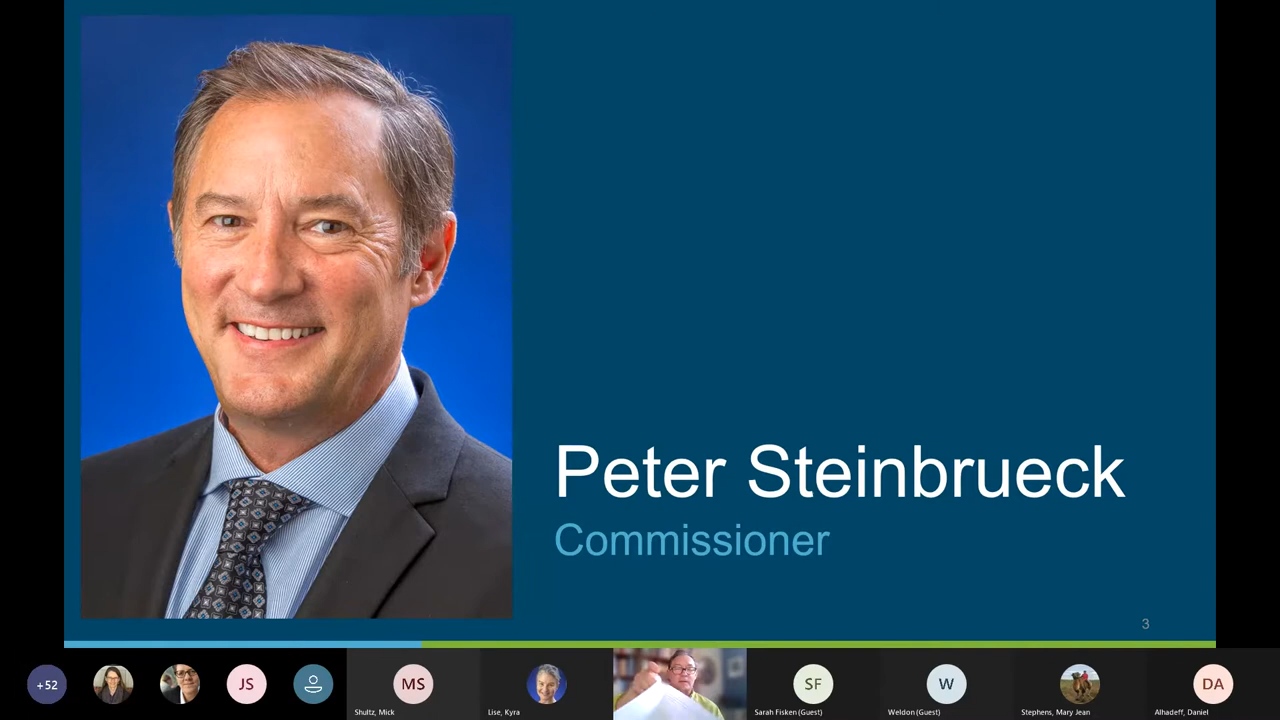 Peter Steinbrueck
Commissioner
3
+52
JS
MS
SF
W
DA
Shultz, Mick
Lise, Kyra
Sarah Fisken (Guest)
Weldon (Guest)
Stephens, Mary Jean
Alhadeff, Daniel